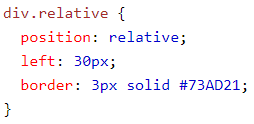 div.relative {
  position: relative;
  left: 30px;
  border: 3px solid #73AD21;
}